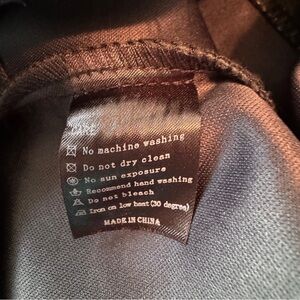 CARE
No machine washing
Do not dry clean
No sun exposure
Recommend hand washing
Do not bleach
Iron on low heat (30 degree)
MADE IN CHINA